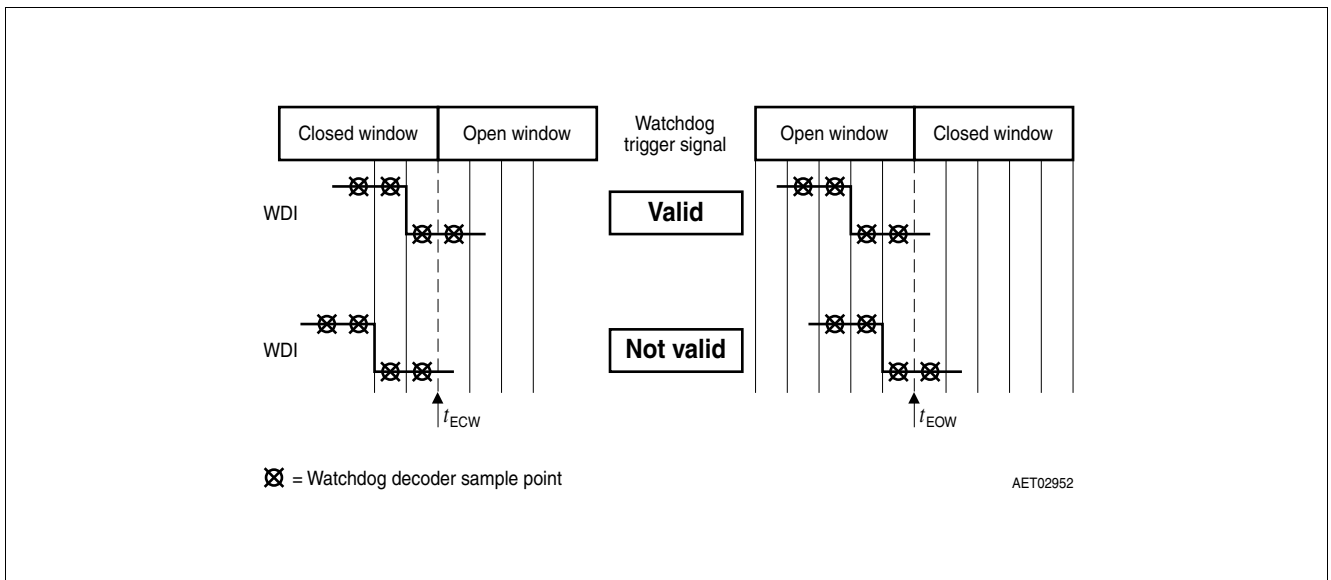 Closed window
Open window
Watchdog
trigger signal
Open window
Closed window
WDI
Valid
WDI
Not valid
tECW
tEOW
= Watchdog decoder sample point
AET02952